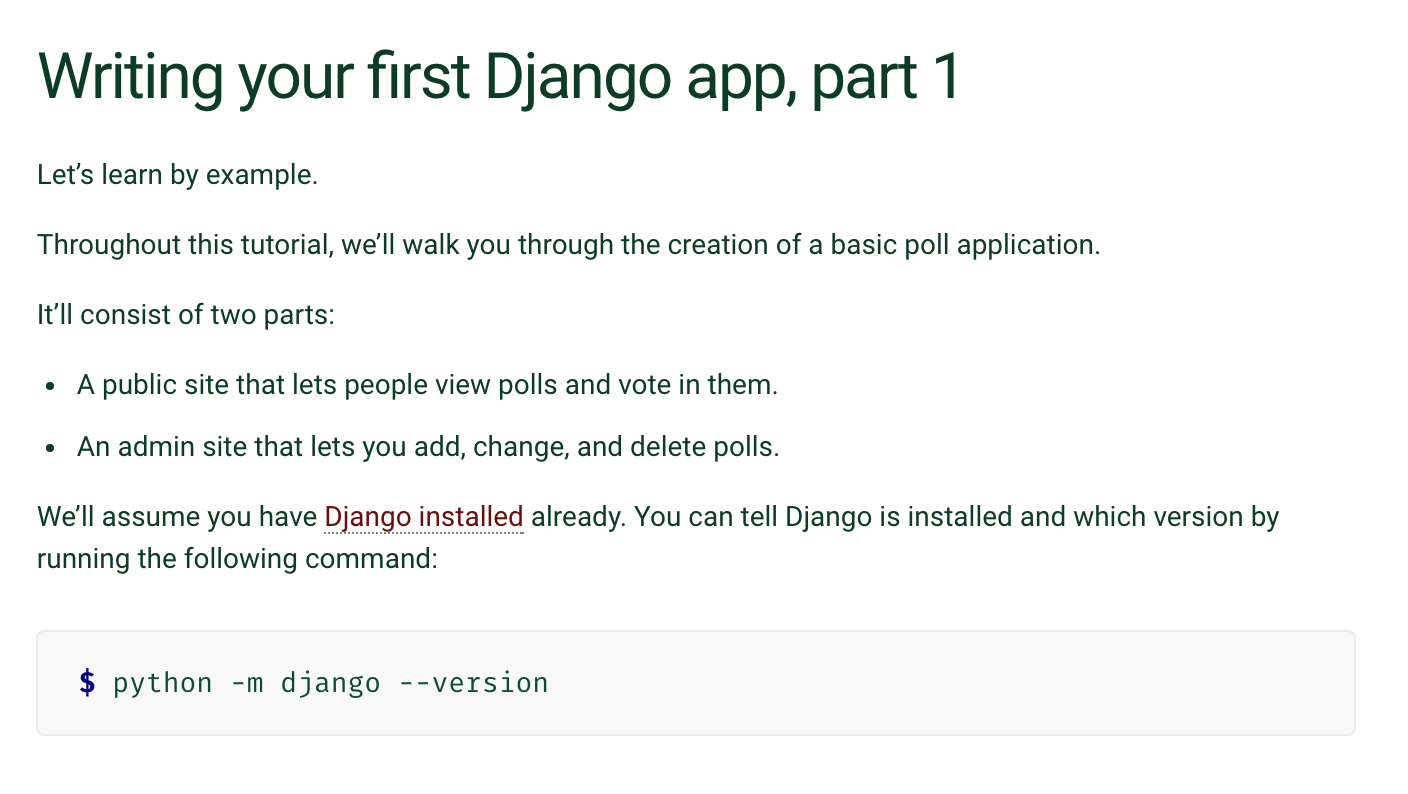 Writing your first Django app, part 1
Let’s learn by example.
Throughout this tutorial, we’ll walk you through the creation of a basic poll application.
It’ll consist of two parts:
• A public site that lets people view polls and vote in them.
• An admin site that lets you add, change, and delete polls.
We’ll assume you have Django installed already. You can tell Django is installed and which version by
running the following command:
$ python -m django --version